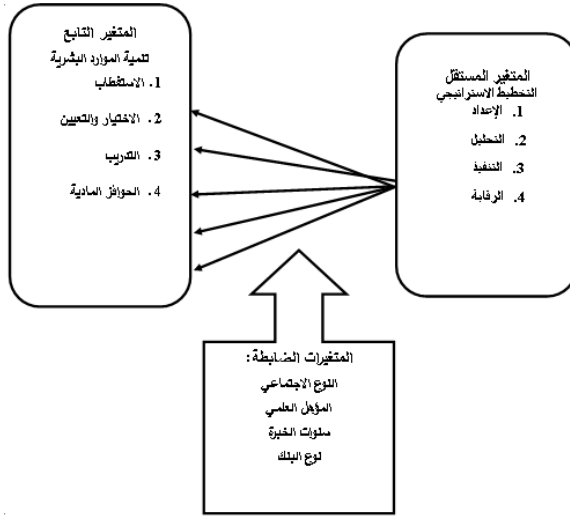 المتغير المستقل
التخطيط الاستراتيجي
1. الإعداد
2. التحليل
3. التنفيذ
4. الرقابة
المتغير التابع
تنمية الموارد البشرية
1. الاستقطاب
2. الاختيار والتعيين
3. التدريب
4. الحوافز المادية
المتغيرات الضابطة:
النوع الاجتماعي
المؤهل العلمي
سنوات الخبرة
نوع البنك